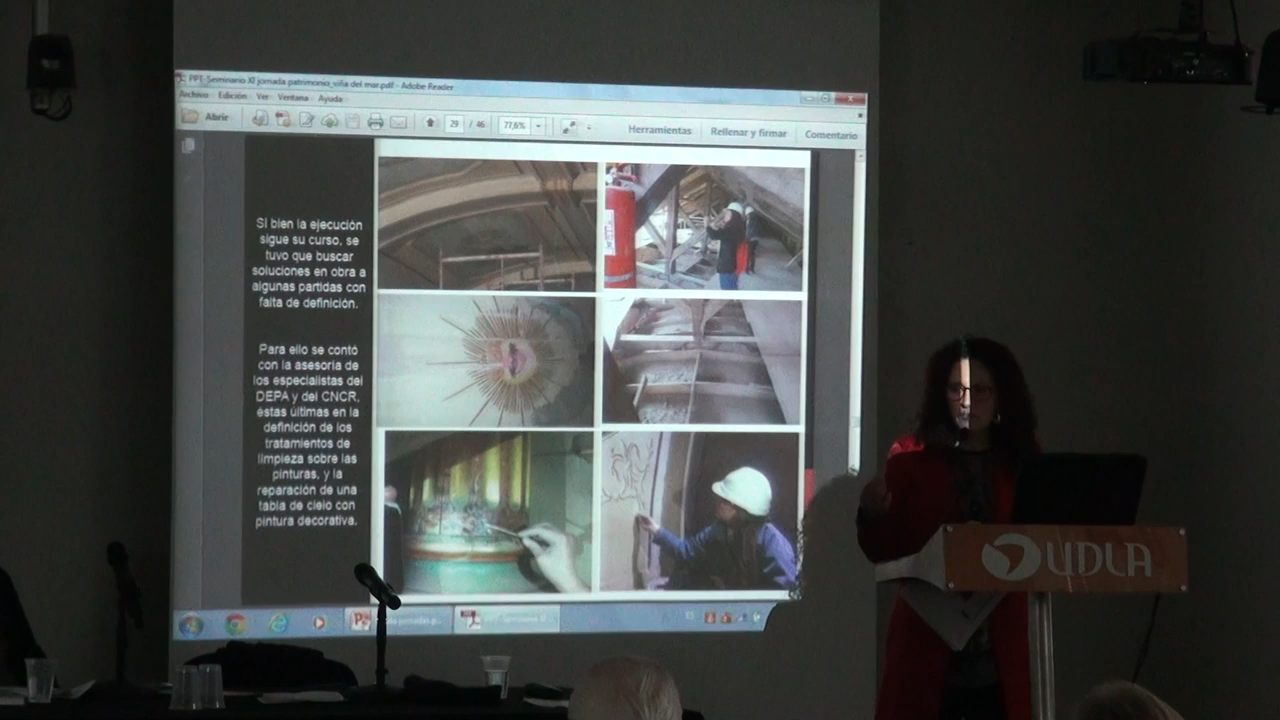 PPT-Seminario XI jornada patrimonio_viña del mar.pdf - Adobe Reader
Archivo Edición Ver Ventana Ayuda
Abrir 29 / 46 77,6% Herramientas Rellenar y firmar Comentario
Si bien la ejecución
sigue su curso, se
tuvo que buscar
soluciones en obra a
algunas partidas con
falta de definición.
Para ello se contó
con la asesoría de
los especialistas del
DEPA y del CNCR,
éstas últimas en la
definición de los
tratamientos de
limpieza sobre las
pinturas, y la
reparación de una
tabla de cielo con
pintura decorativa.
PPT-Seminario XI
ES
UDLA